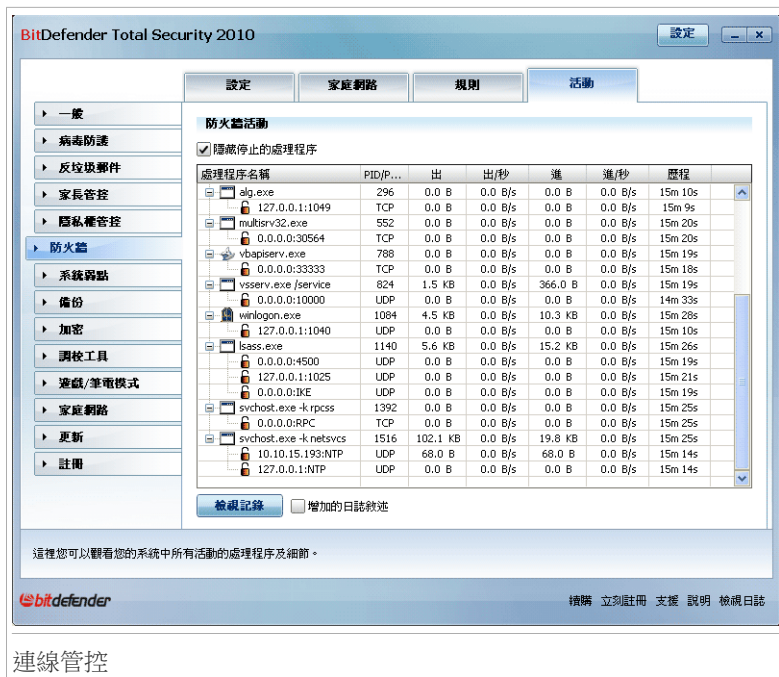 BitDefender Total Security 2010
設定
設定 家庭網路 規則 活動
一般
病毒防護
反垃圾郵件
家長管控
隱私權管控
防火牆
系統弱點
備份
加密
調校工具
遊戲/筆電模式
家庭網路
更新
註冊
防火牆活動
隱藏停止的處理程序
處理程序名稱 PID/P... 出 出/秒 進 進/秒 歷程
alg.exe 296 0.0 B 0.0 B/s 0.0 B 0.0 B/s 15m 10s
127.0.0.1:1049 TCP 0.0 B 0.0 B/s 0.0 B 0.0 B/s 15m 9s
multisrv32.exe 552 0.0 B 0.0 B/s 0.0 B 0.0 B/s 15m 20s
0.0.0.0:30564 TCP 0.0 B 0.0 B/s 0.0 B 0.0 B/s 15m 20s
vbapiserv.exe 788 0.0 B 0.0 B/s 0.0 B 0.0 B/s 15m 19s
0.0.0.0:33333 TCP 0.0 B 0.0 B/s 0.0 B 0.0 B/s 15m 18s
vsserv.exe /service 824 1.5 KB 0.0 B/s 366.0 B 0.0 B/s 15m 19s
0.0.0.0:10000 UDP 0.0 B 0.0 B/s 0.0 B 0.0 B/s 14m 33s
winlogon.exe 1084 4.5 KB 0.0 B/s 10.3 KB 0.0 B/s 15m 28s
127.0.0.1:1040 UDP 0.0 B 0.0 B/s 0.0 B 0.0 B/s 15m 10s
lsass.exe 1140 5.6 KB 0.0 B/s 15.2 KB 0.0 B/s 15m 26s
0.0.0.0:4500 UDP 0.0 B 0.0 B/s 0.0 B 0.0 B/s 15m 19s
127.0.0.1:1025 UDP 0.0 B 0.0 B/s 0.0 B 0.0 B/s 15m 21s
0.0.0.0:IKE UDP 0.0 B 0.0 B/s 0.0 B 0.0 B/s 15m 19s
svchost.exe -k rpcss 1392 0.0 B 0.0 B/s 0.0 B 0.0 B/s 15m 25s
0.0.0.0:RPC TCP 0.0 B 0.0 B/s 0.0 B 0.0 B/s 15m 25s
svchost.exe -k netsvcs 1516 102.1 KB 0.0 B/s 19.8 KB 0.0 B/s 15m 25s
10.10.15.193:NTP UDP 68.0 B 0.0 B/s 68.0 B 0.0 B/s 15m 14s
127.0.0.1:NTP UDP 0.0 B 0.0 B/s 0.0 B 0.0 B/s 15m 14s
檢視記錄 增加的日誌敘述
這裡您可以觀看您的系統中所有活動的處理程序及細節。
bitdefender
續購 立刻註冊 支援 說明 檢視日誌
連線管控